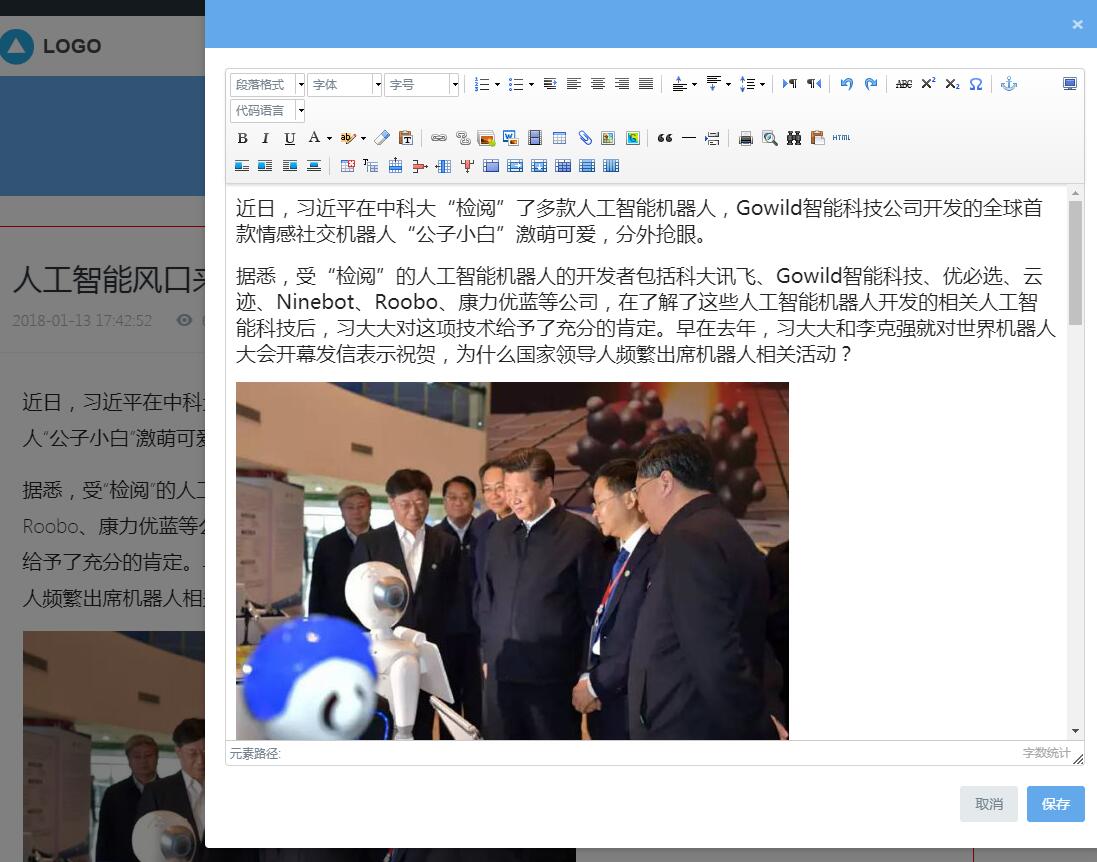 LOGO
段落格式 字体 字号 ABC X² X₂ Ω
代码语言
B I U A ab HTML
近日，习近平在中科大“检阅”了多款人工智能机器人，Gowild智能科技公司开发的全球首
款情感社交机器人“公子小白”激萌可爱，分外抢眼。
据悉，受“检阅”的人工智能机器人的开发者包括科大讯飞、Gowild智能科技、优必选、云
迹、Ninebot、Roobo、康力优蓝等公司，在了解了这些人工智能机器人开发的相关人工智
能科技后，习大大对这项技术给予了充分的肯定。早在去年，习大大和李克强就对世界机器人
大会开幕发信表示祝贺，为什么国家领导人频繁出席机器人相关活动？
元素路径:
字数统计
取消
保存
人工智能风口
2018-01-13 17:42:52
近日，习近平在中科
人“公子小白”激萌可爱
据悉，受“检阅”的人
Roobo、康力优蓝等
给予了充分的肯定。
人频繁出席机器人相